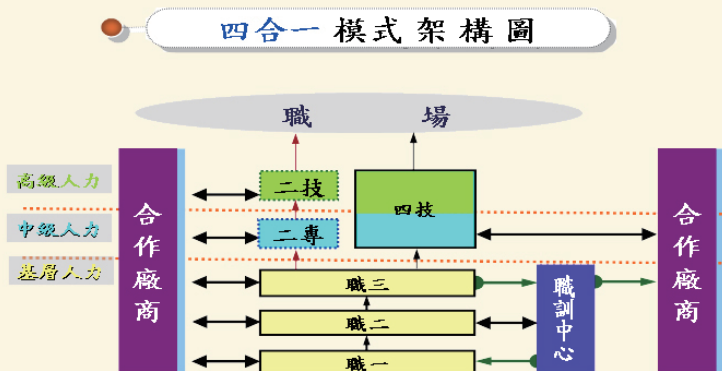 四合一模式架構圖
職場
高級人力
二技
四技
中級人力
二專
基層人力
職三
職二
職一
合作廠商
職訓中心
合作廠商